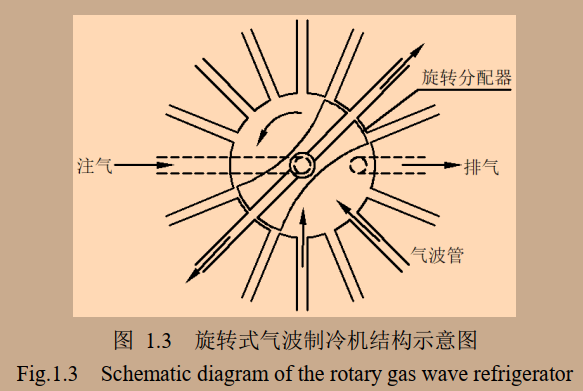 旋转分配器
注气
排气
气波管
图 1.3 旋转式气波制冷机结构示意图
Fig.1.3 Schematic diagram of the rotary gas wave refrigerator